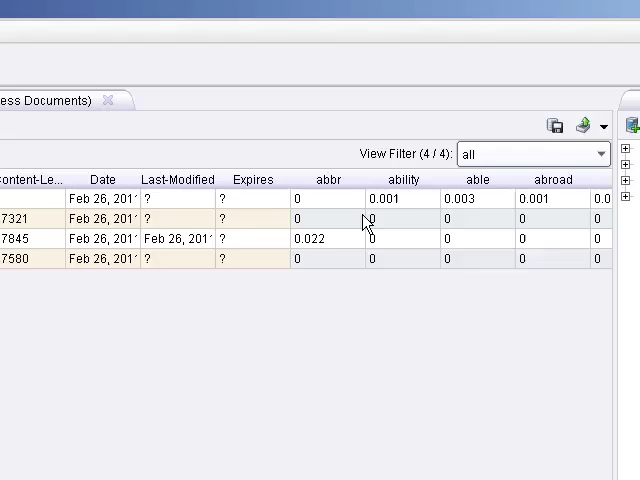 ess Documents)
View Filter (4 / 4): all
Content-Le... Date Last-Modified Expires abbr ability able abroad
Feb 26, 201 ? ? 0 0.001 0.003 0.001 0.0
7321 Feb 26, 201 ? ? 0 0 0 0 0
7845 Feb 26, 201 Feb 26, 201 ? 0.022 0 0 0 0
7580 Feb 26, 201 ? ? 0 0 0 0 0